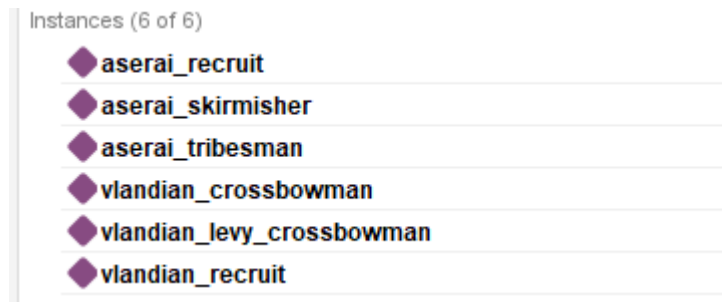 Instances (6 of 6)
aserai_recruit
aserai_skirmisher
aserai_tribesman
vlandian_crossbowman
vlandian_levy_crossbowman
vlandian_recruit